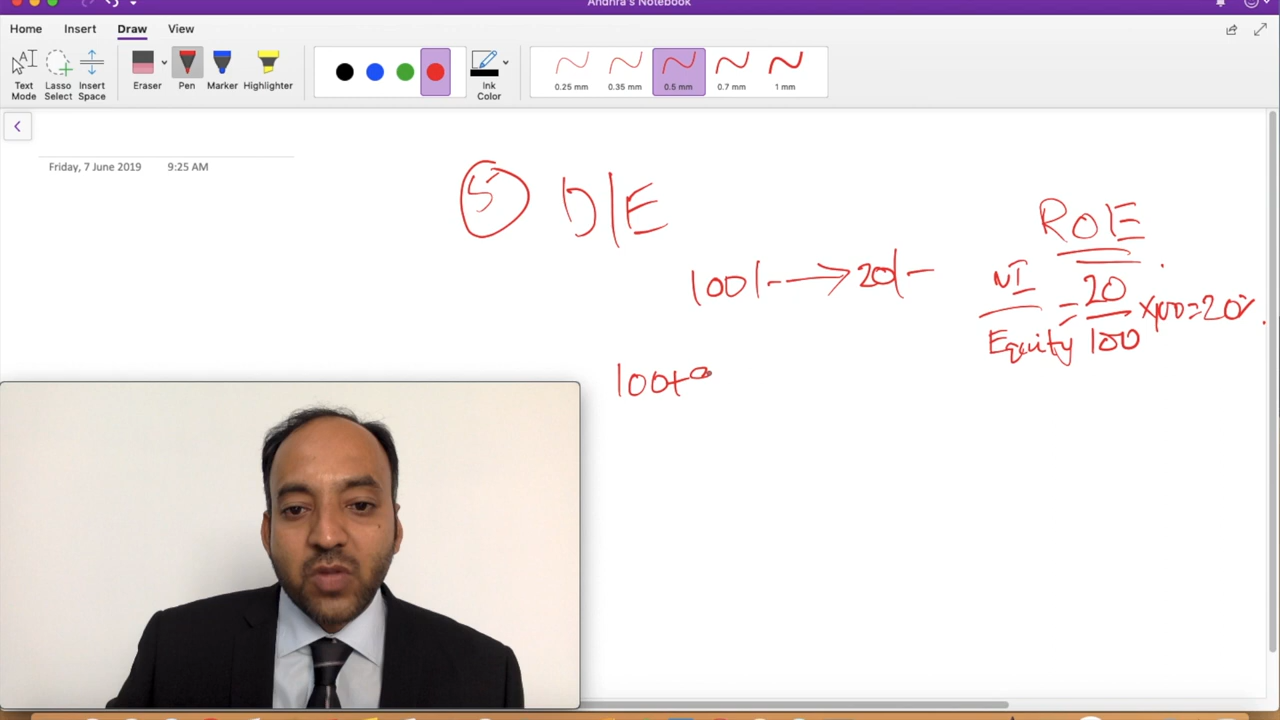 Andhra's Notebook
Home Insert Draw View
Text Mode
Lasso Select
Insert Space
Eraser
Pen
Marker
Highlighter
Ink Color
0.25 mm
0.35 mm
0.5 mm
0.7 mm
1 mm
Friday, 7 June 2019 9:25 AM
5 D/E
ROE
100/- → 20/-
NI/Equity = 20/100 × 100 = 20%
100+